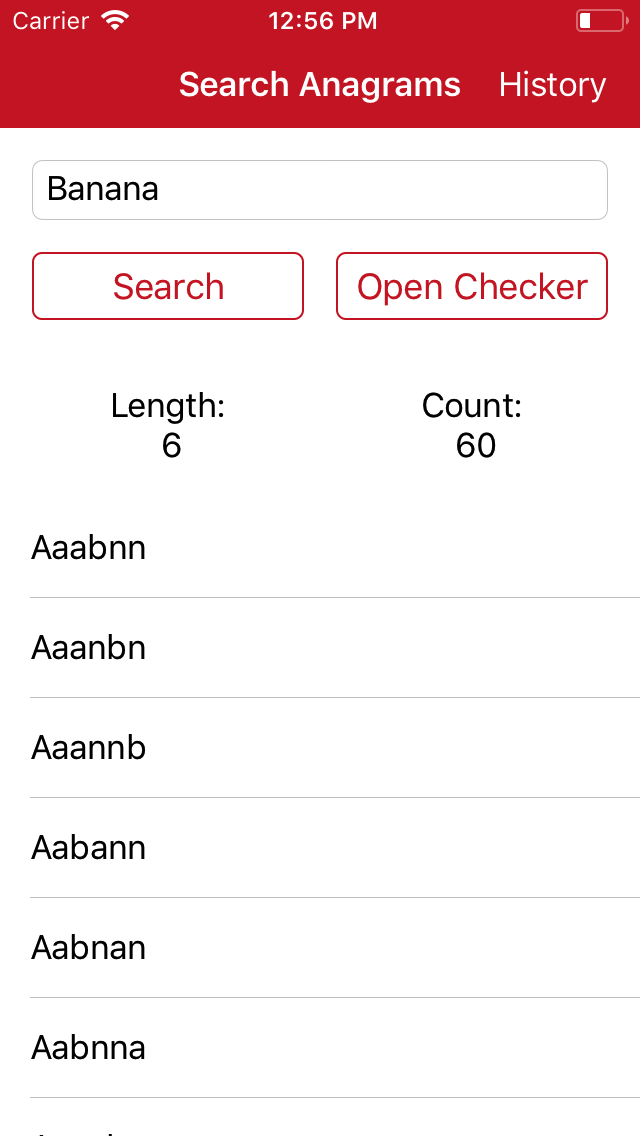 Carrier 12:56 PM
Search Anagrams History
Banana
Search Open Checker
Length: Count:
6 60
Aaabnn
Aaanbn
Aaannb
Aabann
Aabnan
Aabnna